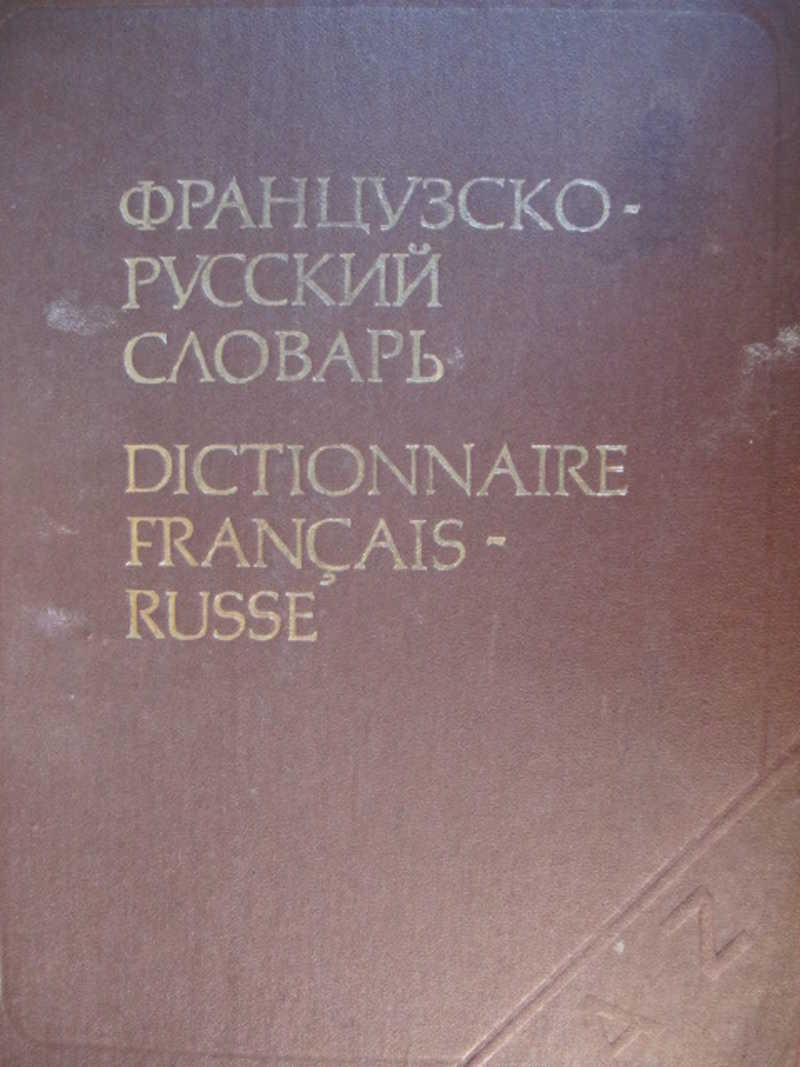 ФРАНЦУЗСКО-
РУССКИЙ
СЛОВАРЬ
DICTIONNAIRE
FRANÇAIS-
RUSSE
A Z